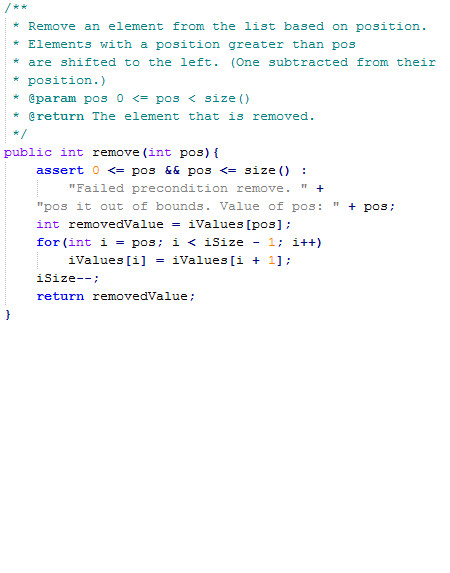 /**
 * Remove an element from the list based on position.
 * Elements with a position greater than pos
 * are shifted to the left. (One subtracted from their
 * position.)
 * @param pos 0 <= pos < size()
 * @return The element that is removed.
 */
public int remove(int pos){
    assert 0 <= pos && pos <= size() :
        "Failed precondition remove. " +
    "pos it out of bounds. Value of pos: " + pos;
    int removedValue = iValues[pos];
    for(int i = pos; i < iSize - 1; i++)
        iValues[i] = iValues[i + 1];
    iSize--;
    return removedValue;
}